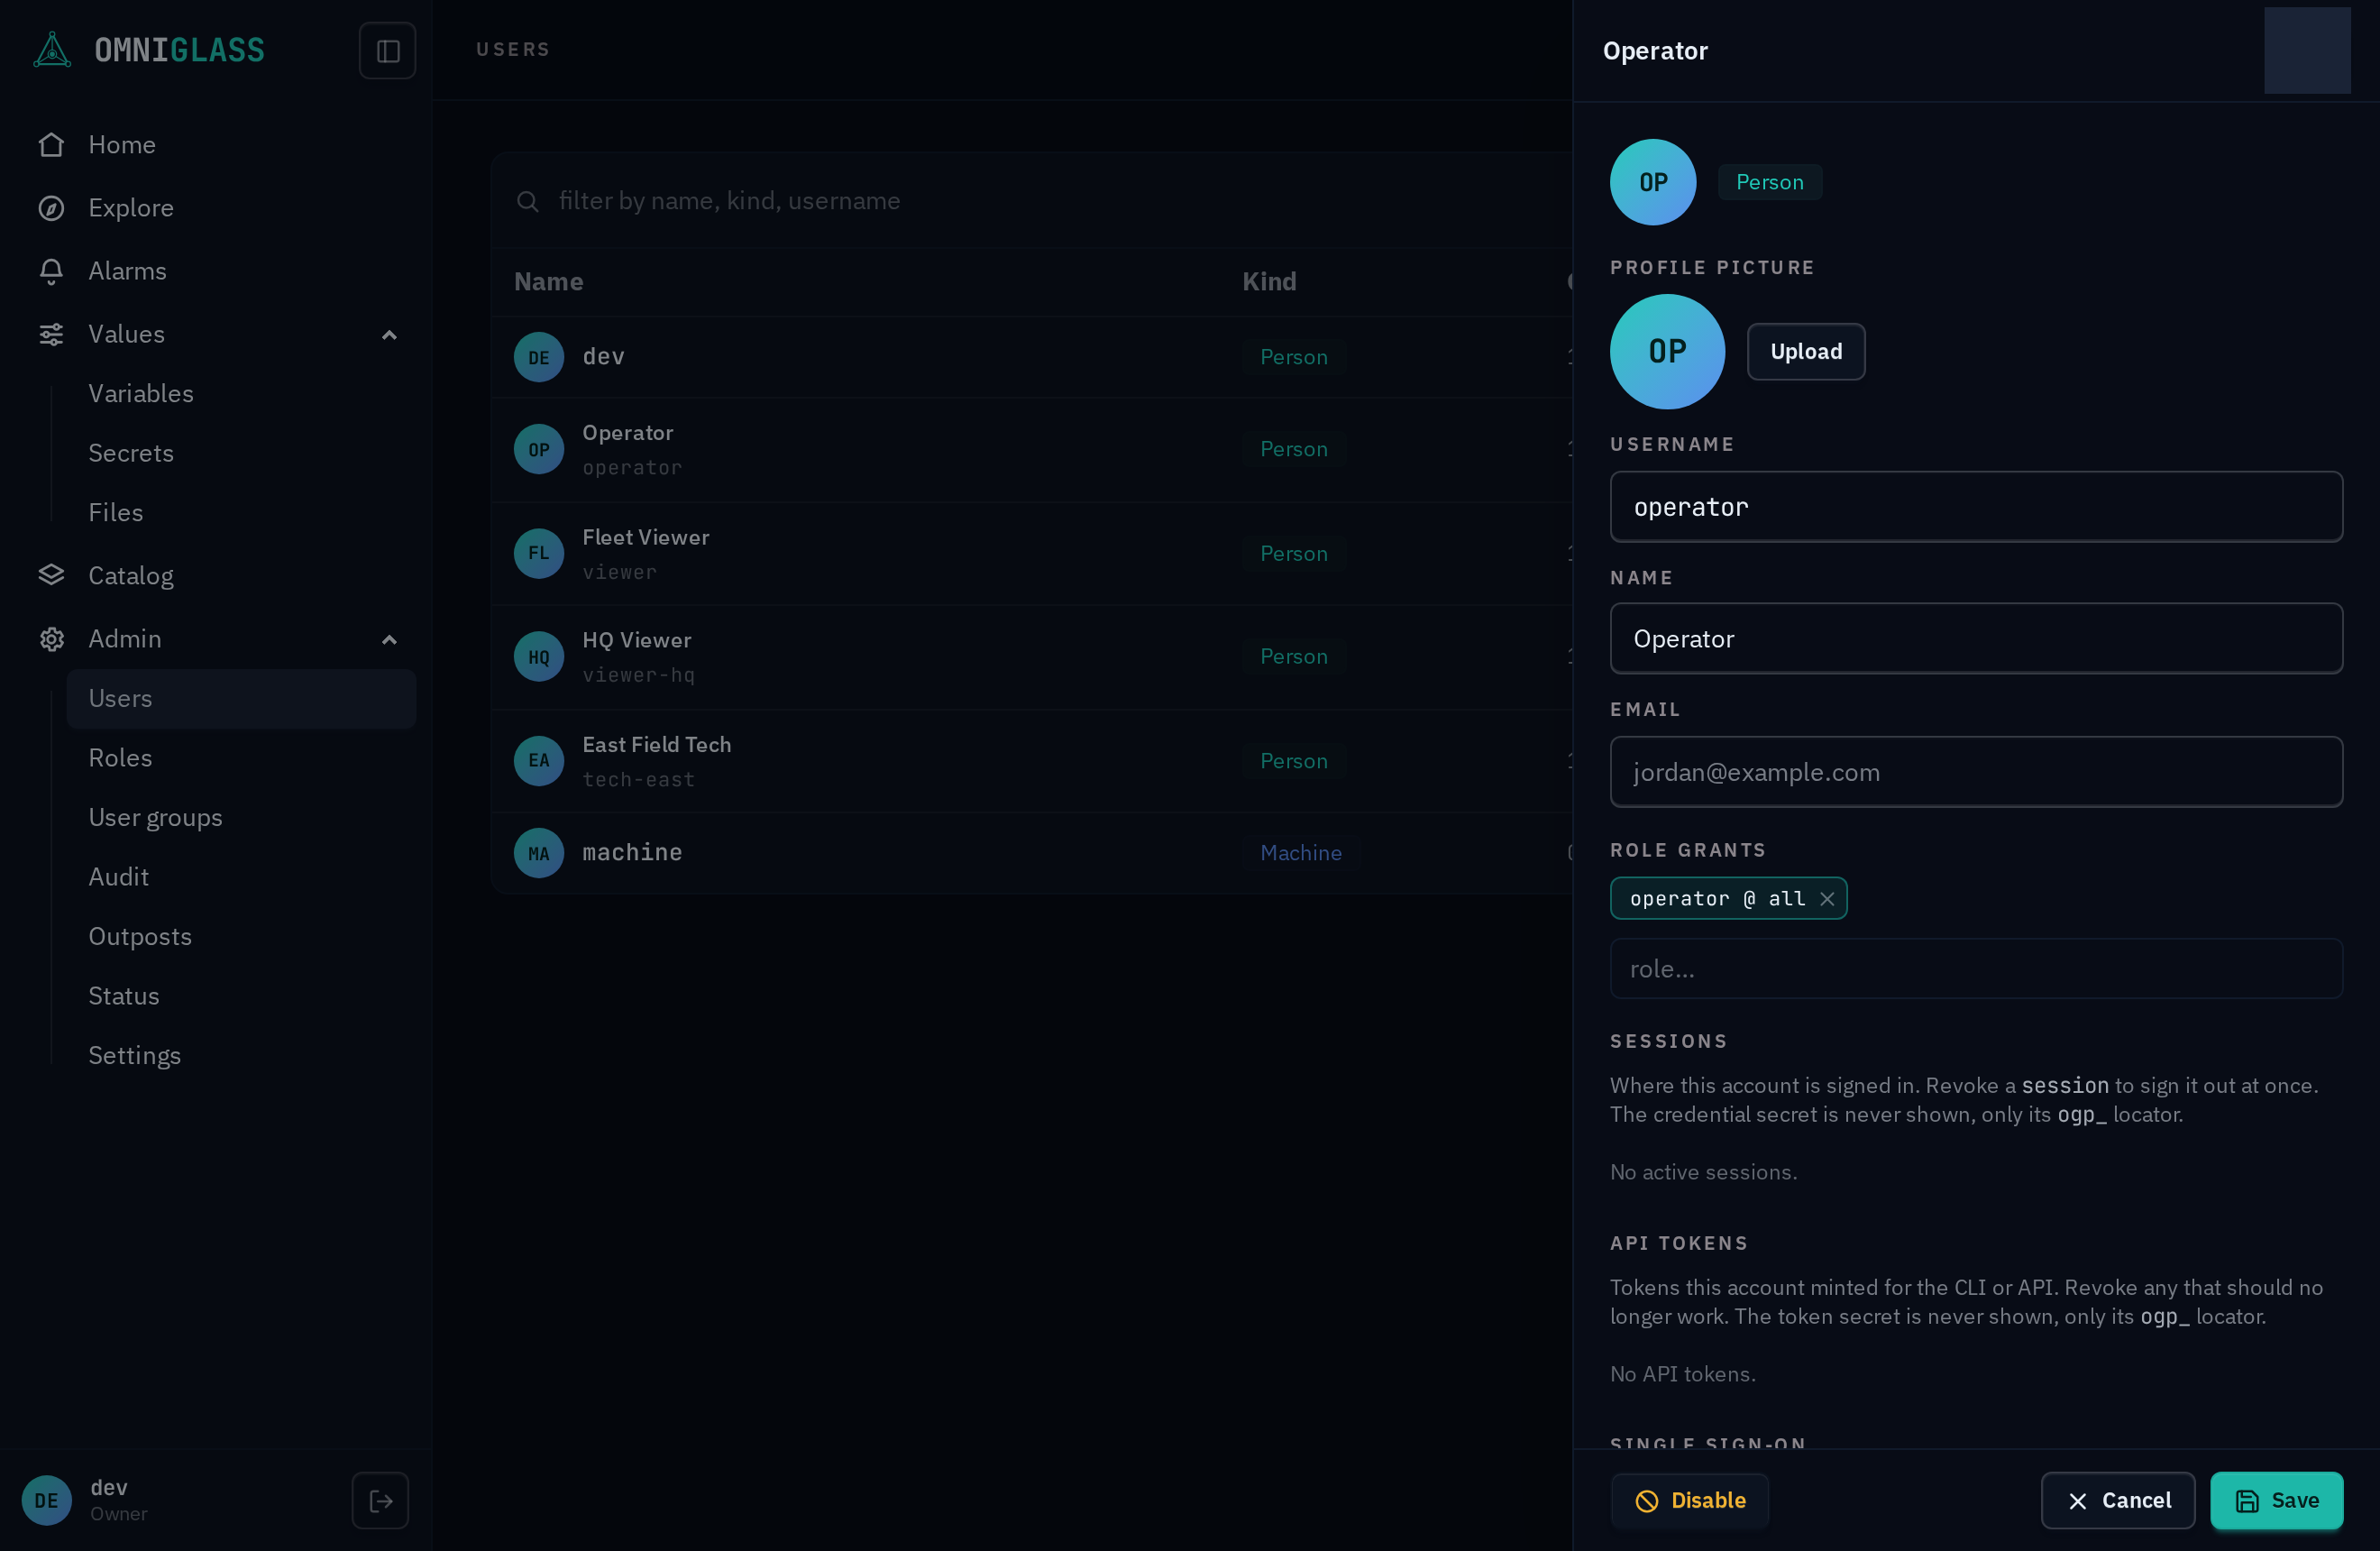 OMNIGLASS
Home
Explore
Alarms
Values
Variables
Secrets
Files
Catalog
Admin
Users
Roles
User groups
Audit
Outposts
Status
Settings
DE
dev
Owner
USERS
filter by name, kind, username
Name Kind
DE dev Person
OP Operator Person
operator
FL Fleet Viewer Person
viewer
HQ HQ Viewer Person
viewer-hq
EA East Field Tech Person
tech-east
MA machine Machine
Operator
OP Person
PROFILE PICTURE
OP Upload
USERNAME
operator
NAME
Operator
EMAIL
jordan@example.com
ROLE GRANTS
operator @ all
role...
SESSIONS
Where this account is signed in. Revoke a session to sign it out at once.
The credential secret is never shown, only its ogp_ locator.
No active sessions.
API TOKENS
Tokens this account minted for the CLI or API. Revoke any that should no
longer work. The token secret is never shown, only its ogp_ locator.
No API tokens.
SINGLE SIGN-ON
Disable Cancel Save